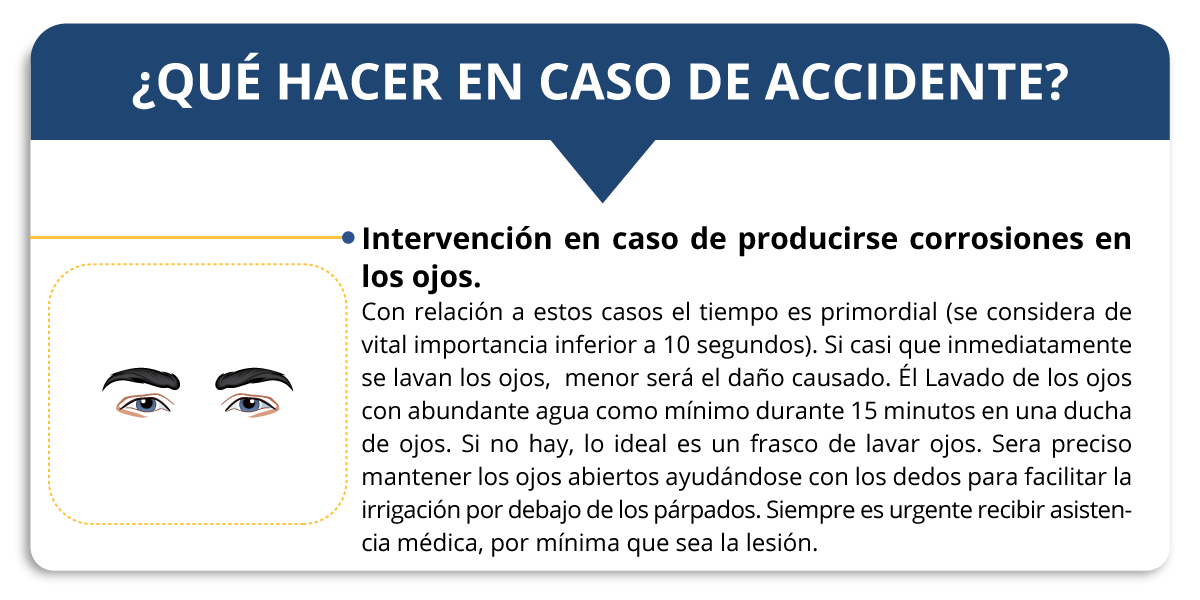 ¿QUÉ HACER EN CASO DE ACCIDENTE?
Intervención en caso de producirse corrosiones en
los ojos.
Con relación a estos casos el tiempo es primordial (se considera de
vital importancia inferior a 10 segundos). Si casi que inmediatamente
se lavan los ojos,  menor será el daño causado. Él Lavado de los ojos
con abundante agua como mínimo durante 15 minutos en una ducha
de ojos. Si no hay, lo ideal es un frasco de lavar ojos. Sera preciso
mantener los ojos abiertos ayudándose con los dedos para facilitar la
irrigación por debajo de los párpados. Siempre es urgente recibir asisten-
cia médica, por mínima que sea la lesión.